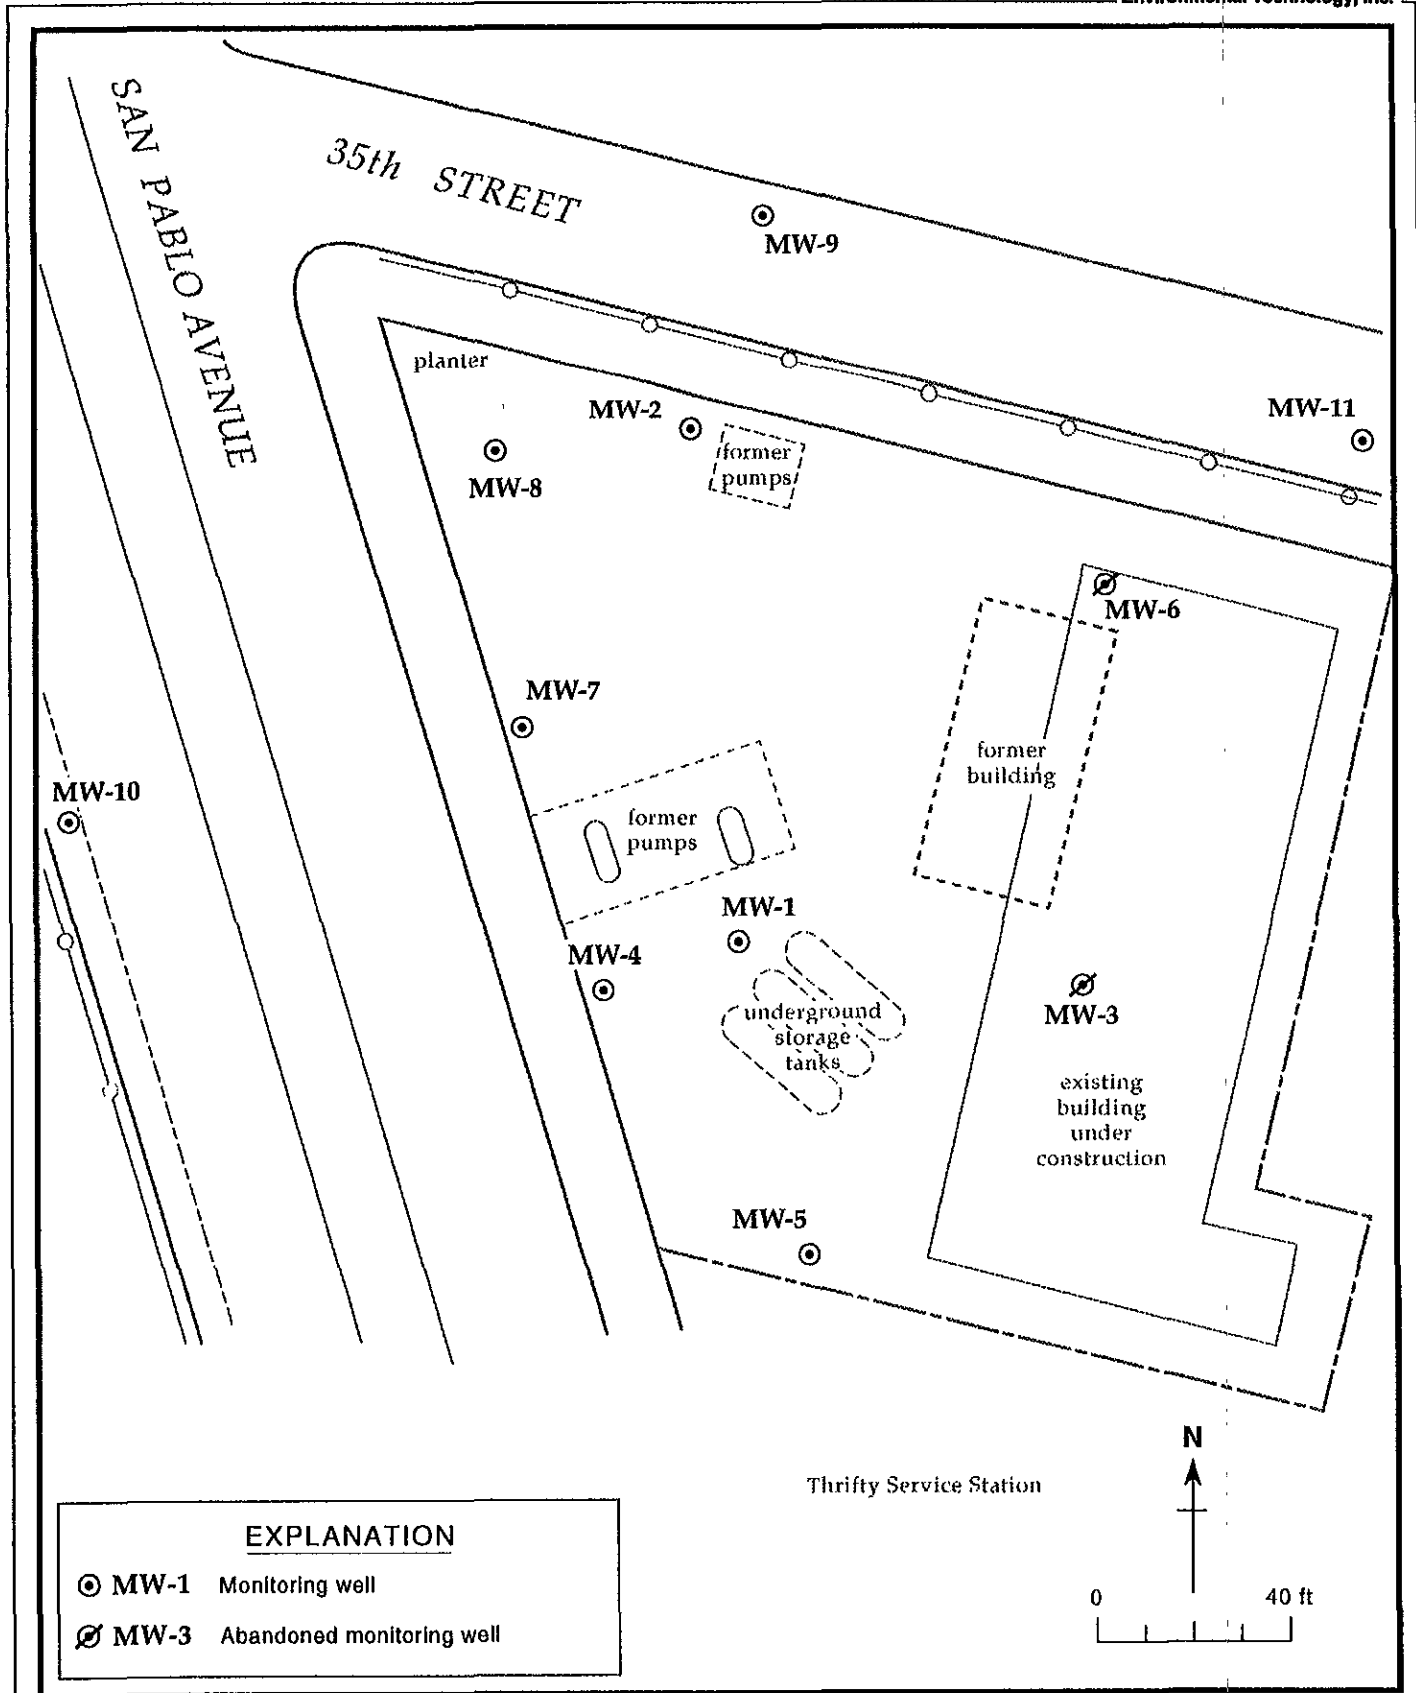 Environmental Technology, Inc.
SAN PABLO AVENUE
35th STREET
MW-9
planter
MW-2
MW-11
former
pumps
MW-8
MW-6
MW-7
former
building
MW-10
former
pumps
MW-1
MW-4
MW-3
underground
storage
tanks
existing
building
under
construction
MW-5
N
Thrifty Service Station
EXPLANATION
MW-1 Monitoring well
MW-3 Abandoned monitoring well
0 40 ft